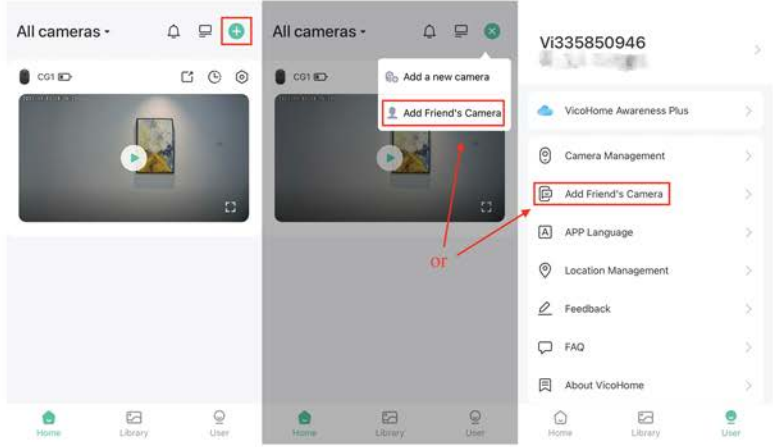 All cameras
CG1
Home
Library
User
All cameras
Add a new camera
CG1
Add Friend's Camera
or
Home
Library
User
Vi335850946
VicoHome Awareness Plus
Camera Management
Add Friend's Camera
APP Language
Location Management
Feedback
FAQ
About VicoHome
Home
Library
User